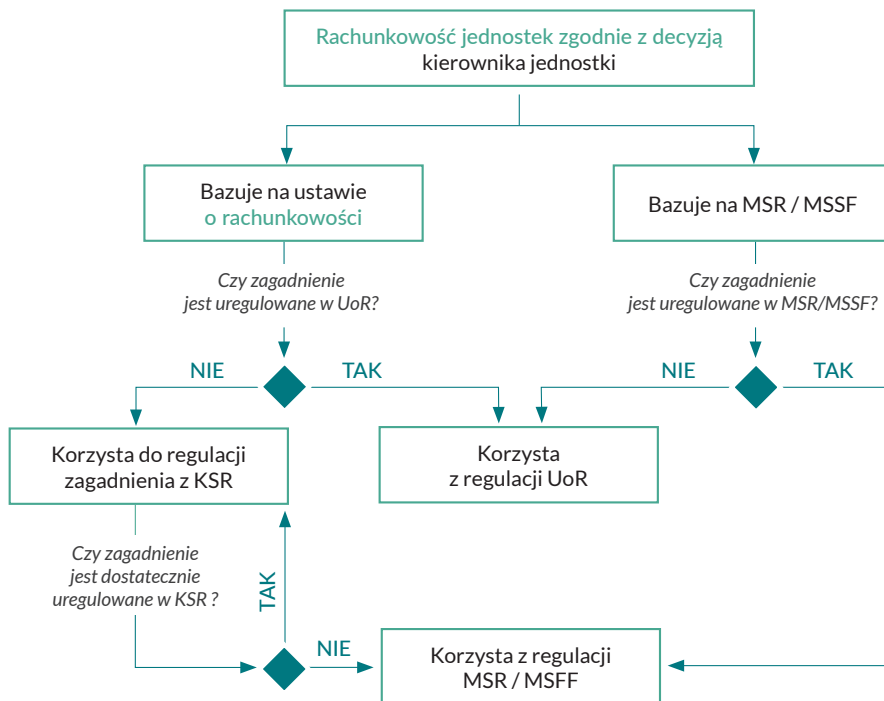 Rachunkowość jednostek zgodnie z decyzją
kierownika jednostki
Bazuje na ustawie
o rachunkowości
Bazuje na MSR / MSSF
Czy zagadnienie
jest uregulowane w UoR?
Czy zagadnienie
jest uregulowane w MSR/MSSF?
NIE
TAK
NIE
TAK
Korzysta do regulacji
zagadnienia z KSR
Korzysta
z regulacji UoR
Czy zagadnienie
jest dostatecznie
uregulowane w KSR ?
TAK
NIE
Korzysta z regulacji
MSR / MSFF